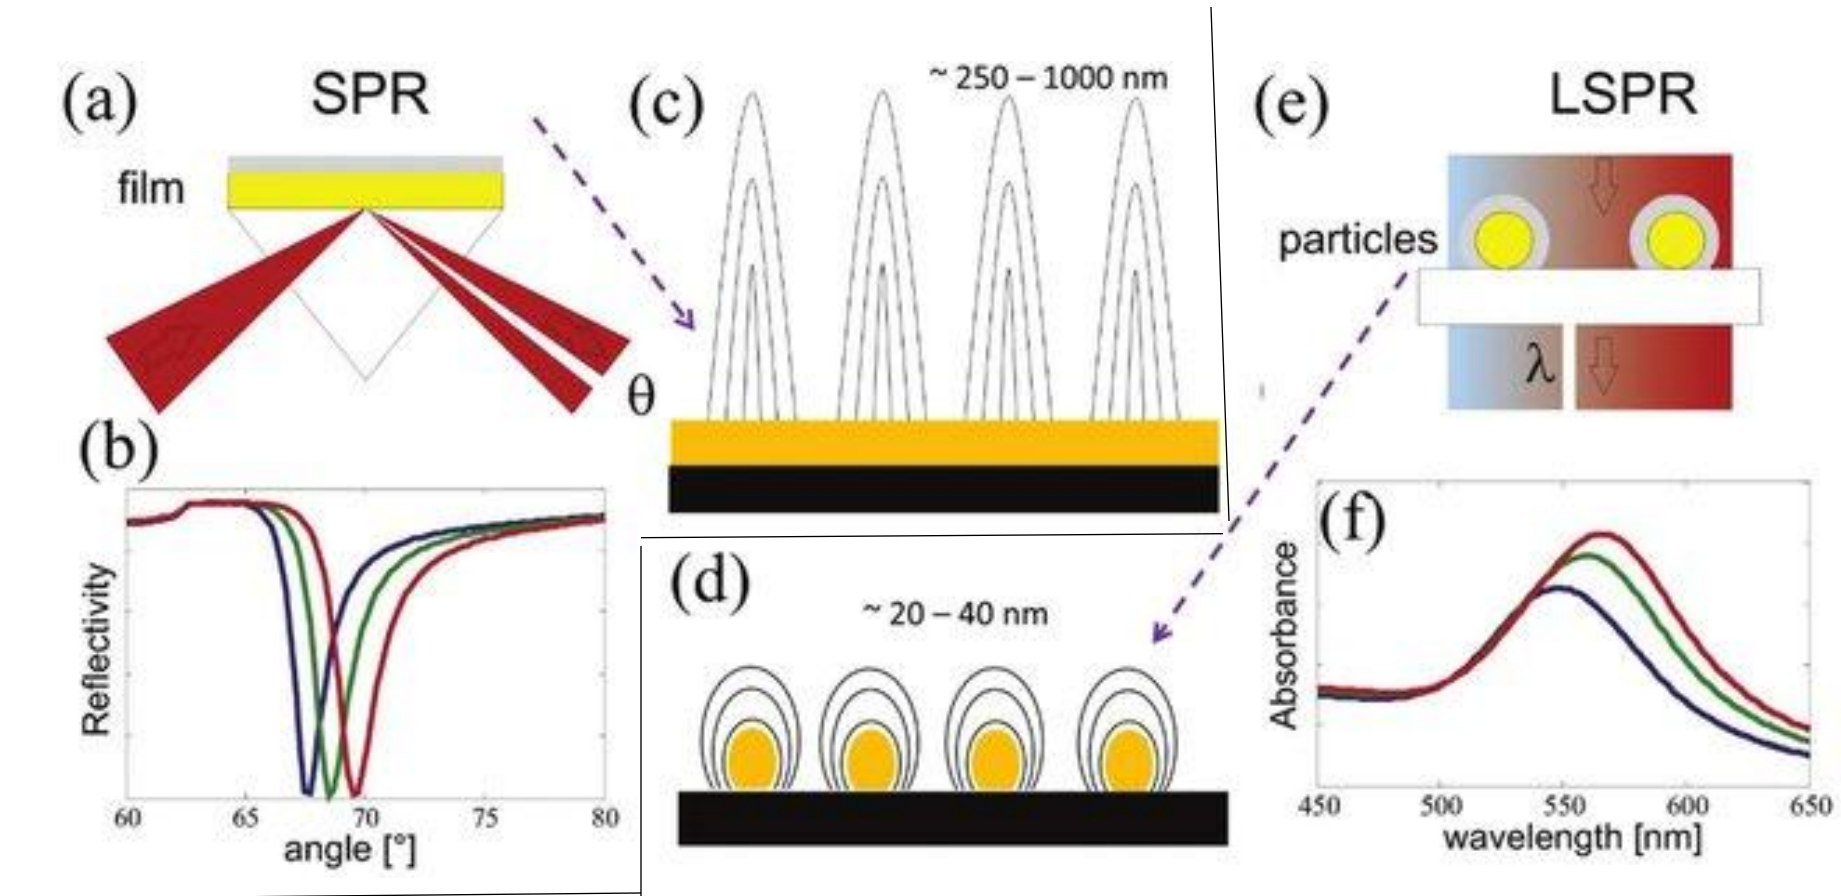 (a)
SPR
film
θ
(b)
Reflectivity
60 65 70 75 80
angle [°]
(c)
~ 250 – 1000 nm
(d)
~ 20 – 40 nm
(e)
LSPR
particles
λ
(f)
Absorbance
450 500 550 600 650
wavelength [nm]